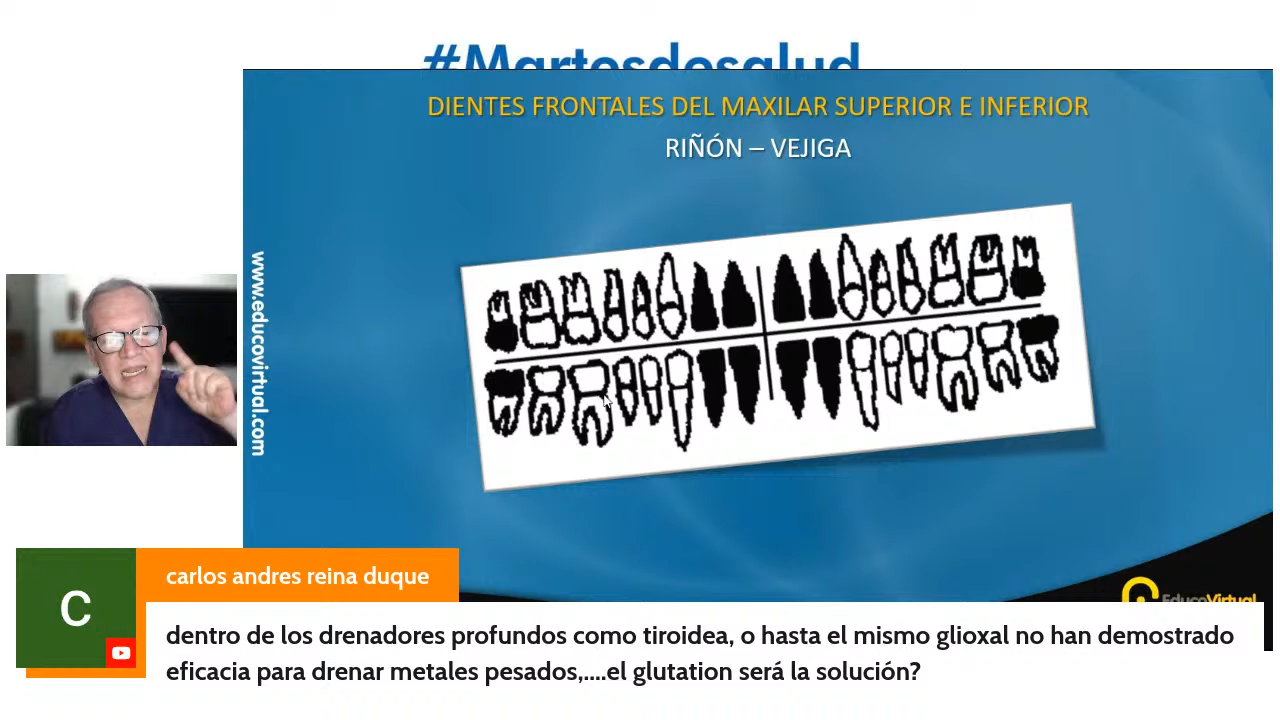 #Martesdesalud
DIENTES FRONTALES DEL MAXILAR SUPERIOR E INFERIOR
RIÑÓN – VEJIGA
www.educovirtual.com
EducoVirtual
C
carlos andres reina duque
dentro de los drenadores profundos como tiroidea, o hasta el mismo glioxal no han demostrado
eficacia para drenar metales pesados,....el glutation será la solución?